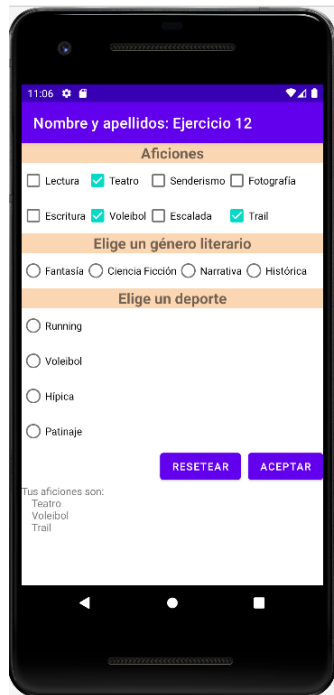 11:06
Nombre y apellidos: Ejercicio 12
Aficiones
Lectura Teatro Senderismo Fotografía
Escritura Voleibol Escalada Trail
Elige un género literario
Fantasía Ciencia Ficción Narrativa Histórica
Elige un deporte
Running
Voleibol
Hípica
Patinaje
RESETEAR ACEPTAR
Tus aficiones son:
Teatro
Voleibol
Trail